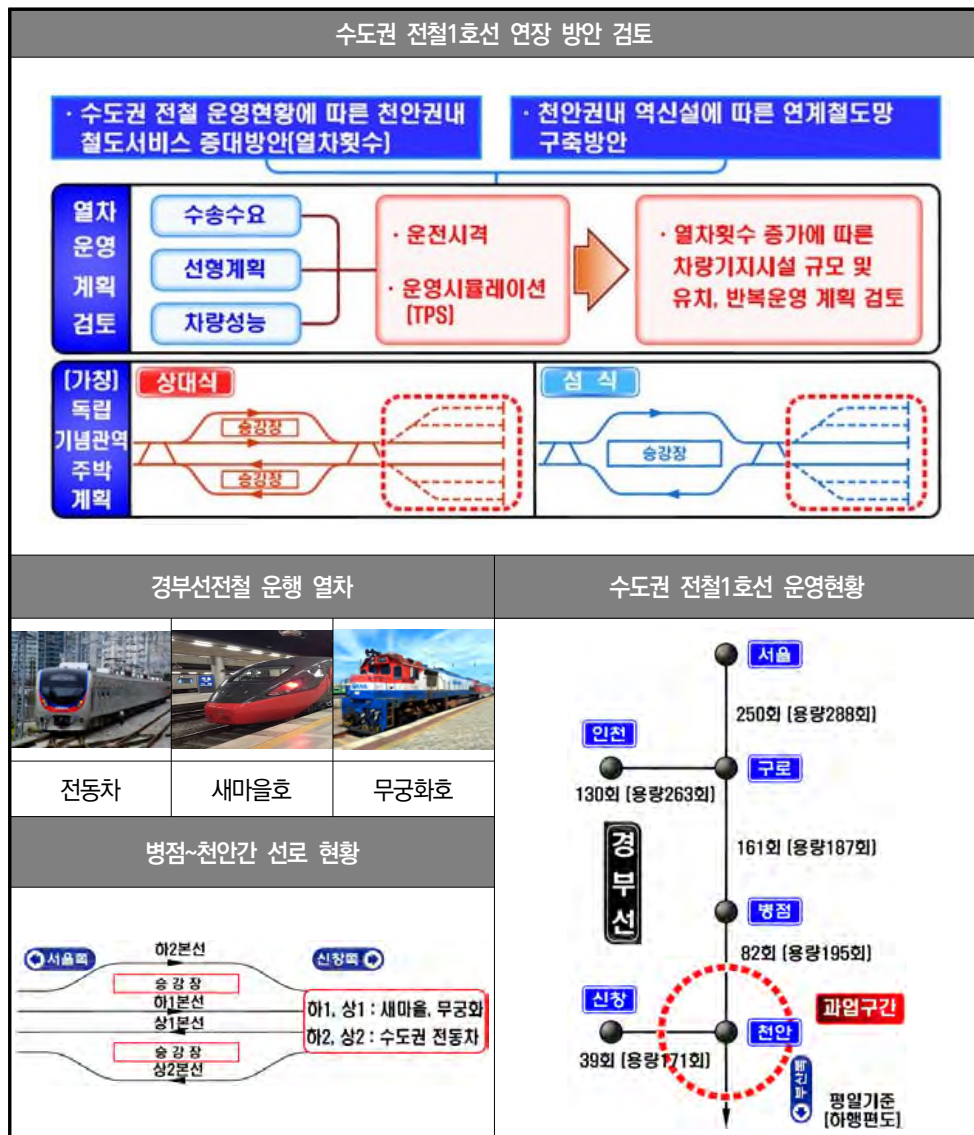 수도권 전철1호선 연장 방안 검토
· 수도권 전철 운영현황에 따른 천안권내
철도서비스 증대방안(열차횟수)
· 천안권내 역신설에 따른 연계철도망
구축방안
열차
운영
계획
검토
수송수요
선형계획
차량성능
· 운전시격
· 운영시뮬레이션
(TPS)
· 열차횟수 증가에 따른
차량기지시설 규모 및
유치, 반복운영 계획 검토
(가칭)
독립
기념관역
주박
계획
상대식
승강장
승강장
섬 식
승강장
경부선전철 운행 열차
전동차
새마을호
무궁화호
병점~천안간 선로 현황
서울쪽
신창쪽
하2본선
승 강 장
하1본선
상1본선
승 강 장
상2본선
하1, 상1 : 새마을, 무궁화
하2, 상2 : 수도권 전동차
수도권 전철1호선 운영현황
서울
250회 (용량288회)
인천
구로
130회 (용량263회)
경부선
161회 (용량187회)
병점
82회 (용량195회)
신창
천안
과업구간
39회 (용량171회)
부산쪽
평일기준
(하행편도)